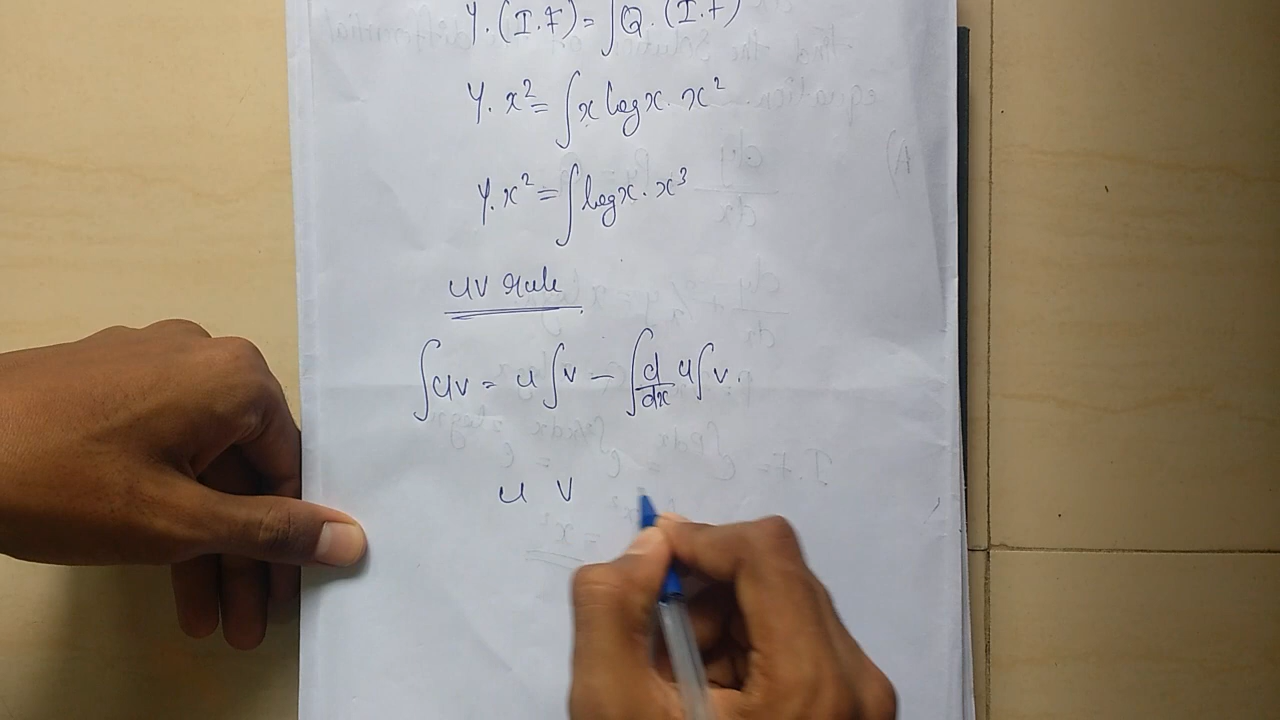 Y.(I.F) = ∫Q.(I.F)
Y.x² = ∫x logx. x²
Y.x² = ∫logx. x³
uv rule
∫uv = u∫v - ∫d/dx u∫v.
u v